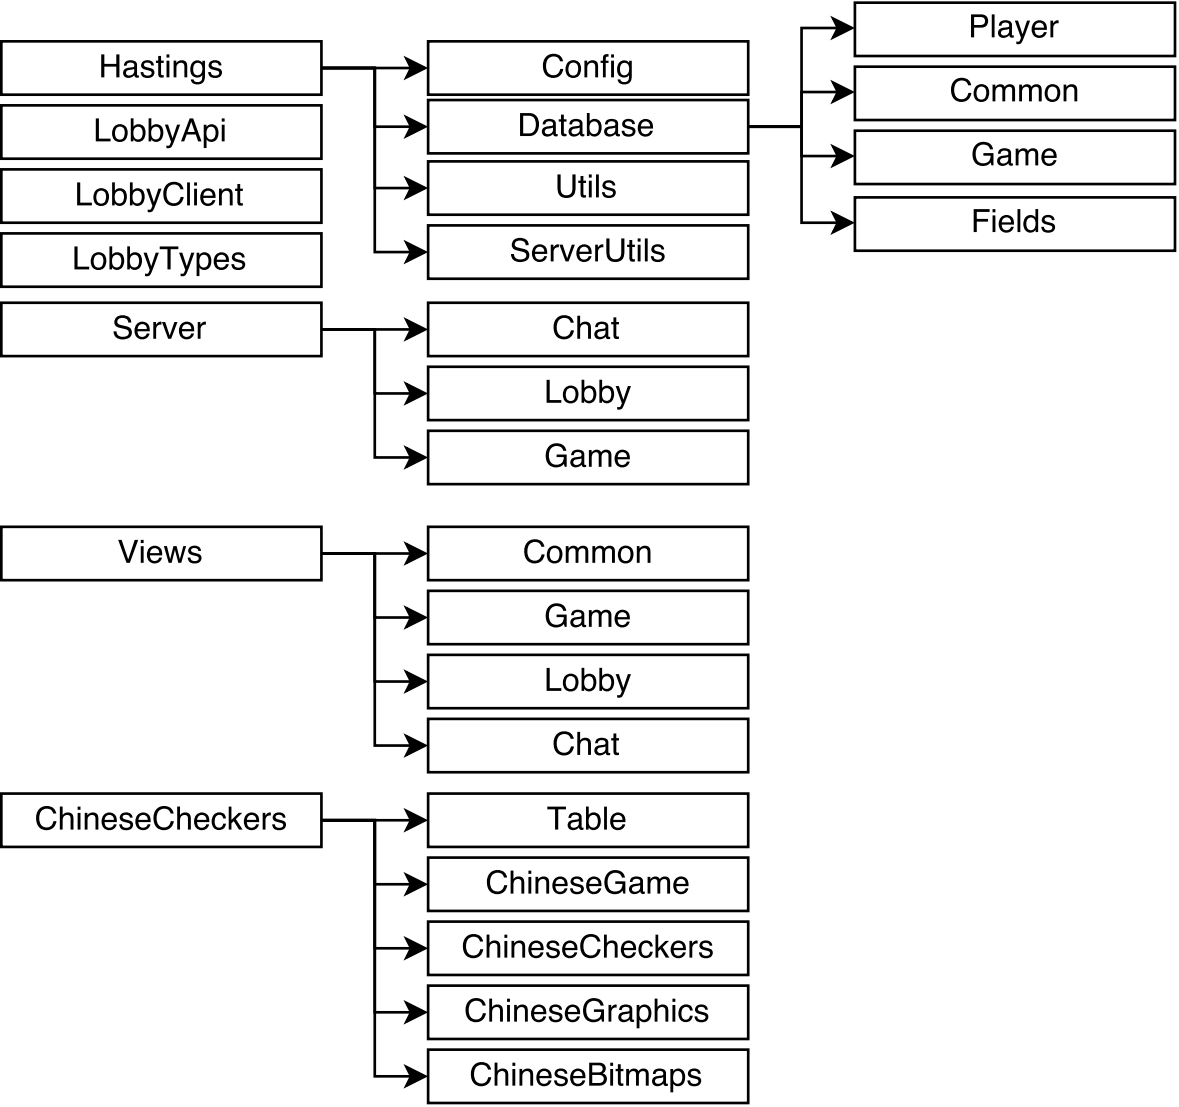 Hastings
LobbyApi
LobbyClient
LobbyTypes
Server
Views
ChineseCheckers
Config
Database
Utils
ServerUtils
Chat
Lobby
Game
Common
Game
Lobby
Chat
Table
ChineseGame
ChineseCheckers
ChineseGraphics
ChineseBitmaps
Player
Common
Game
Fields